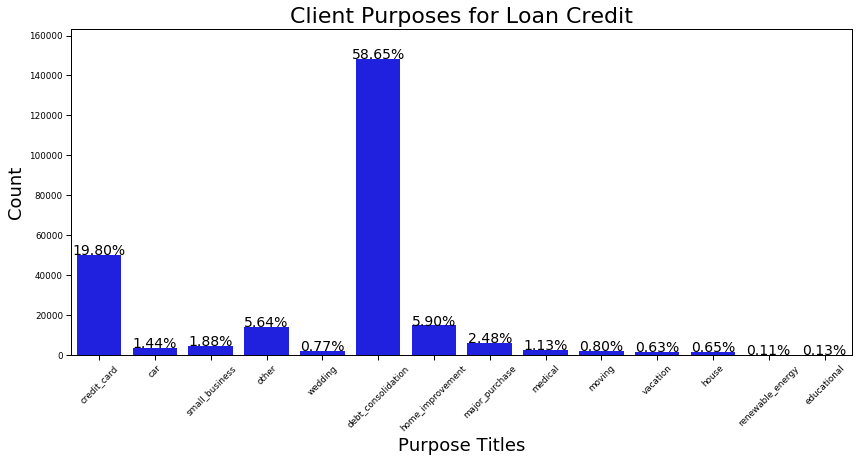 Client Purposes for Loan Credit
160000
140000
120000
100000
80000
60000
40000
20000
0
Count
19.80%
1.44%
1.88%
5.64%
0.77%
58.65%
5.90%
2.48%
1.13%
0.80%
0.63%
0.65%
0.11%
0.13%
credit_card
car
small_business
other
wedding
debt_consolidation
home_improvement
major_purchase
medical
moving
vacation
house
renewable_energy
educational
Purpose Titles